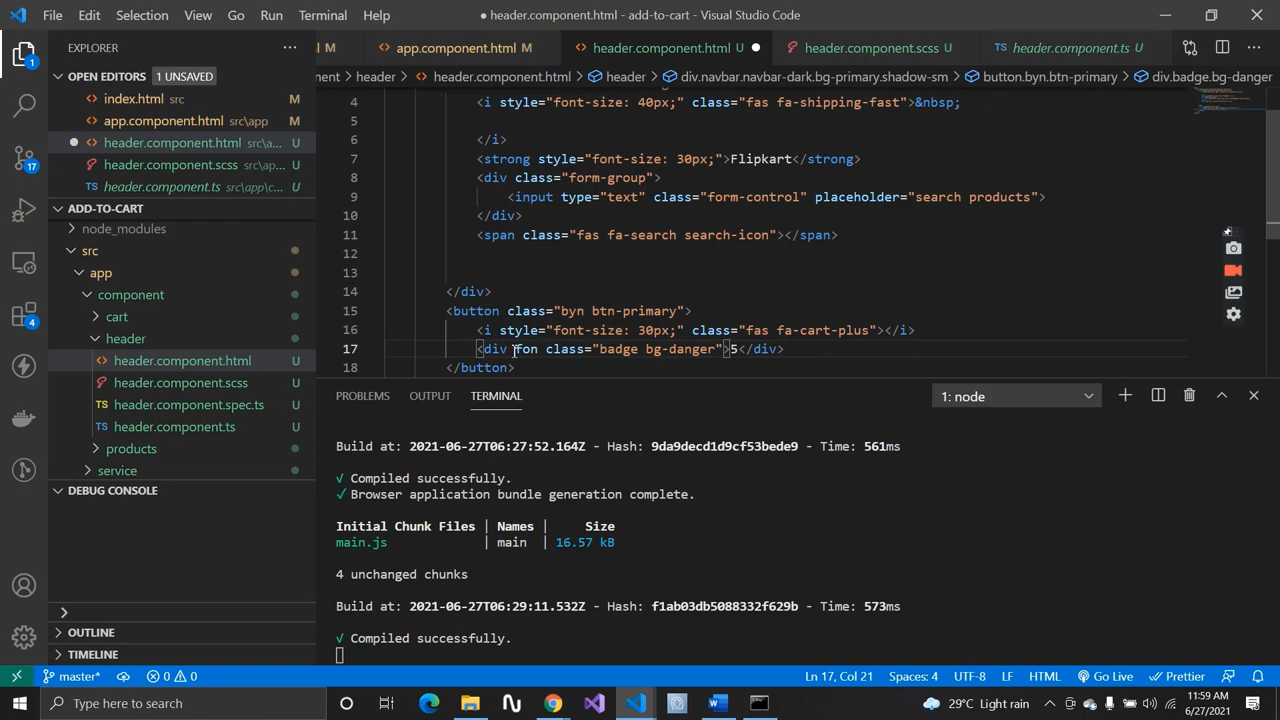 File Edit Selection View Go Run Terminal Help ● header.component.html - add-to-cart - Visual Studio Code
EXPLORER
OPEN EDITORS 1 UNSAVED
index.html src M
app.component.html src\app M
header.component.html src\a... U
header.component.scss src\ap... U
header.component.ts src\app\c... U
ADD-TO-CART
node_modules
src
app
component
cart
header
header.component.html U
header.component.scss U
header.component.spec.ts U
header.component.ts U
products
service
DEBUG CONSOLE
OUTLINE
TIMELINE
1
17
4
M app.component.html M header.component.html U header.component.scss U header.component.ts U
nent header header.component.html header div.navbar.navbar-dark.bg-primary.shadow-sm button.byn.btn-primary div.badge.bg-danger
4 <i style="font-size: 40px;" class="fas fa-shipping-fast">&nbsp;
5
6 </i>
7 <strong style="font-size: 30px;">Flipkart</strong>
8 <div class="form-group">
9 <input type="text" class="form-control" placeholder="search products">
10 </div>
11 <span class="fas fa-search search-icon"></span>
12
13
14 </div>
15 <button class="byn btn-primary">
16 <i style="font-size: 30px;" class="fas fa-cart-plus"></i>
17 <div fon class="badge bg-danger">5</div>
18 </button>
PROBLEMS OUTPUT TERMINAL 1: node
Build at: 2021-06-27T06:27:52.164Z - Hash: 9da9decd1d9cf53bede9 - Time: 561ms
√ Compiled successfully.
√ Browser application bundle generation complete.
Initial Chunk Files | Names | Size
main.js | main | 16.57 kB
4 unchanged chunks
Build at: 2021-06-27T06:29:11.532Z - Hash: f1ab03db5088332f629b - Time: 573ms
√ Compiled successfully.
master* 0 0 Ln 17, Col 21 Spaces: 4 UTF-8 LF HTML Go Live Prettier
Type here to search 29°C Light rain 11:59 AM
6/27/2021